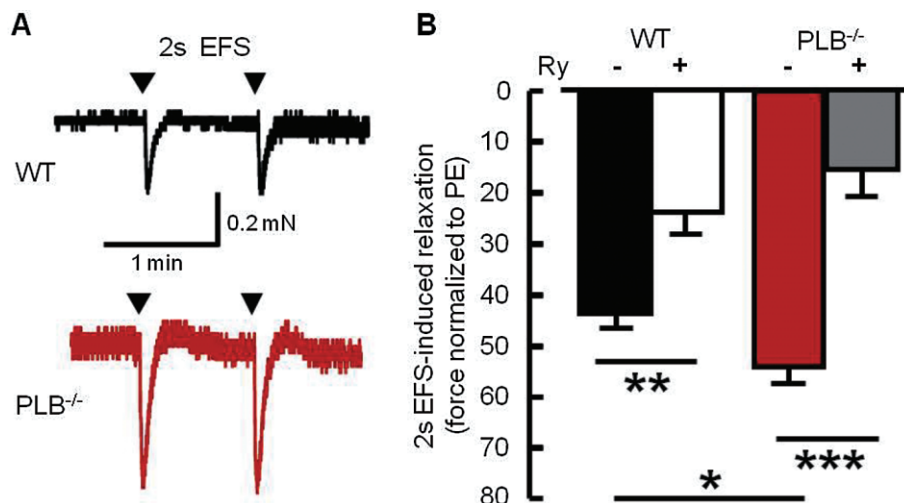 A
2s EFS
WT
0.2 mN
1 min
PLB-/-
B
WT PLB-/-
Ry - + - +
2s EFS-induced relaxation
(force normalized to PE)
0
10
20
30
40
50
60
70
80
**
***
*